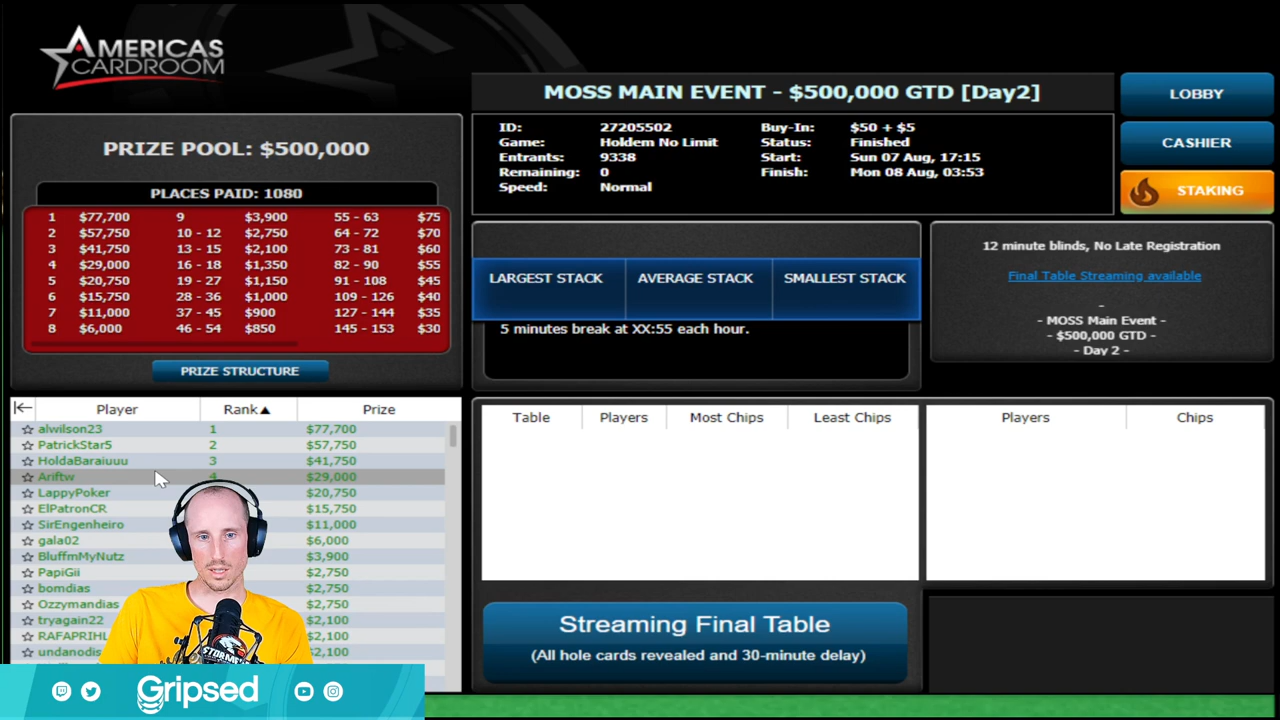 AMERICAS
CARDROOM
MOSS MAIN EVENT - $500,000 GTD [Day2]
LOBBY
CASHIER
STAKING
ID: 27205502 Buy-In: $50 + $5
Game: Holdem No Limit Status: Finished
Entrants: 9338 Start: Sun 07 Aug, 17:15
Remaining: 0 Finish: Mon 08 Aug, 03:53
Speed: Normal
PRIZE POOL: $500,000
PLACES PAID: 1080
1 $77,700 9 $3,900 55 - 63 $75
2 $57,750 10 - 12 $2,750 64 - 72 $70
3 $41,750 13 - 15 $2,100 73 - 81 $60
4 $29,000 16 - 18 $1,350 82 - 90 $55
5 $20,750 19 - 27 $1,150 91 - 108 $45
6 $15,750 28 - 36 $1,000 109 - 126 $40
7 $11,000 37 - 45 $900 127 - 144 $35
8 $6,000 46 - 54 $850 145 - 153 $30
PRIZE STRUCTURE
LARGEST STACK AVERAGE STACK SMALLEST STACK
5 minutes break at XX:55 each hour.
12 minute blinds, No Late Registration
Final Table Streaming available
-
- MOSS Main Event -
- $500,000 GTD -
- Day 2 -
Player Rank Prize
alwilson23 1 $77,700
PatrickStar5 2 $57,750
HoldaBaraiuuu 3 $41,750
Ariftw 4 $29,000
LappyPoker $20,750
ElPatronCR $15,750
SirEngenheiro $11,000
gala02 $6,000
BluffmMyNutz $3,900
PapiGii $2,750
bomdias $2,750
Ozzymandias $2,750
tryagain22 $2,100
RAFAPRIHL $2,100
undanodis $2,100
Table Players Most Chips Least Chips
Players Chips
Streaming Final Table
(All hole cards revealed and 30-minute delay)
Gripsed